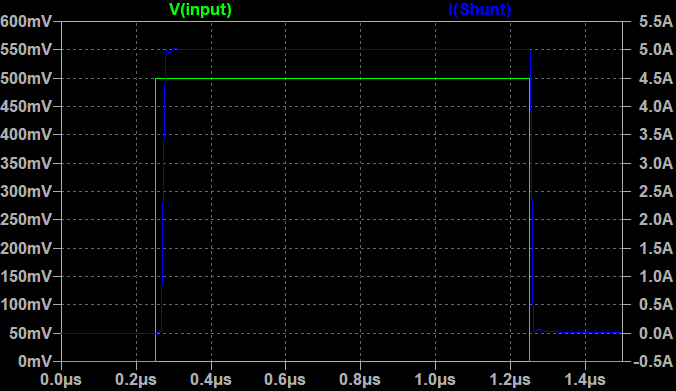 V(input) I(Shunt)
600mV 5.5A
550mV 5.0A
500mV 4.5A
450mV 4.0A
400mV 3.5A
350mV 3.0A
300mV 2.5A
250mV 2.0A
200mV 1.5A
150mV 1.0A
100mV 0.5A
50mV 0.0A
0mV -0.5A
0.0µs 0.2µs 0.4µs 0.6µs 0.8µs 1.0µs 1.2µs 1.4µs